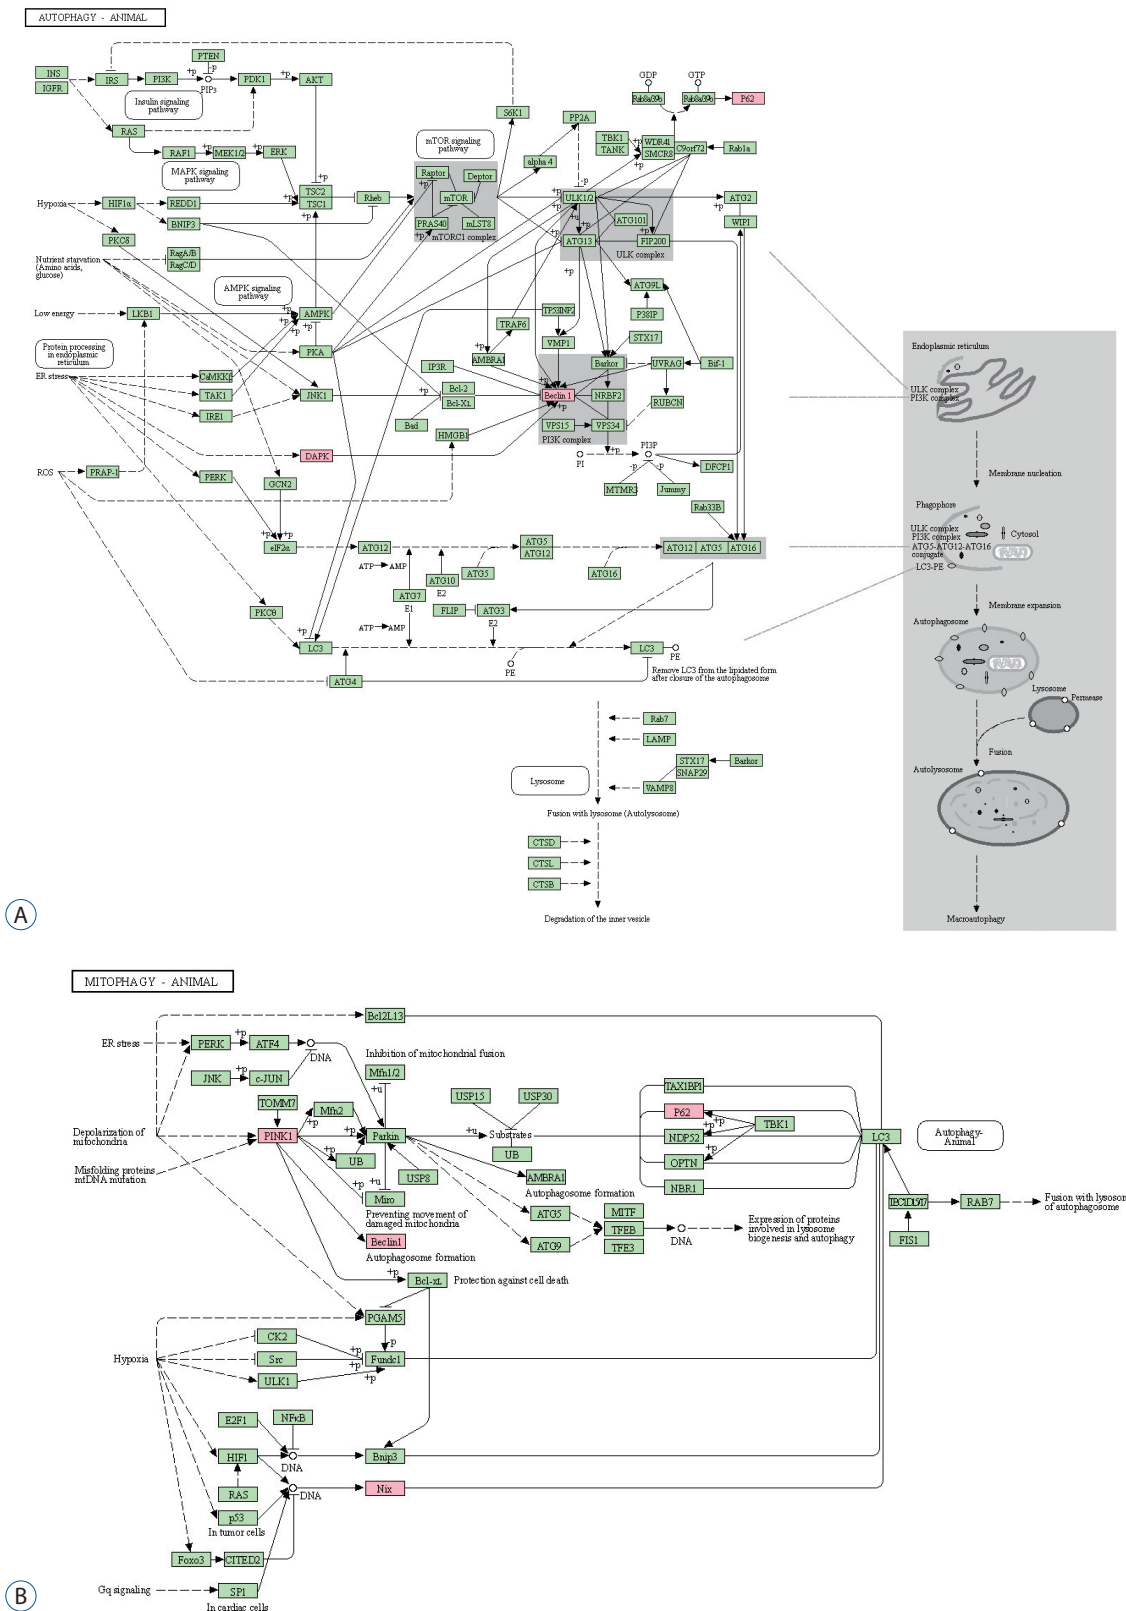 AUTOPHAGY - ANIMAL
PTEN
INS
IGFR
IRS
PI3K
+p
-p
PIP3
PDK1
+p
AKT
Insulin signaling
pathway
RAS
RAF1
+p
MEK1/2
+p
ERK
MAPK signaling
pathway
+p
+p
TSC2
TSC1
+p
Rheb
Hypoxia
HIF1α
REDD1
BNIP3
PKCδ
RagA/B
RagC/D
Nutrient starvation
(Amino acids,
glucose)
AMPK signaling
pathway
Low energy
LKB1
AMPK
+p
+p
+p
Protein processing
in endoplasmic
reticulum
PKA
ER stress
CaMKKβ
TAK1
IRE1
JNK1
DAPK
ROS
PRAP-1
PERK
GCN2
+p
+p
eIF2α
PKCθ
S6K1
mTOR signaling
pathway
Raptor
Deptor
+p
mTOR
PRAS40
mLST8
+p
mTORC1 complex
PP2A
alpha 4
TBK1
TANK
+p
+p
WDR41
SMCR8
C9orf72
Rab1a
GDP
GTP
Rab8a/39b
Rab8a/39b
P62
-p
+p
ULK1/2
+u
+p
ATG101
ATG13
FIP200
ULK complex
+p
ATG2
WIPI
ATG9L
P38IP
TP53INP2
TRAF6
AMBRA1
VMP1
STX17
Barkor
UVRAG
Bif-1
IP3R
Bcl-2
Bcl-XL
Bad
HMGB1
+p
Beclin 1
+p
NRBF2
RUBCN
VPS15
VPS34
PI3K complex
+p
PI
PI3P
-p
-p
MTMR3
Jummy
DFCP1
Rab33B
ATG12
ATG5
ATG12
ATG12
ATG5
ATG16
ATP
AMP
ATG10
E2
ATG5
ATG16
ATG7
E1
FLIP
ATG3
E2
ATP
AMP
+p
LC3
LC3
PE
PE
ATG4
Remove LC3 from the lipidated form
after closure of the autophagosome
Rab7
LAMP
STX17
SNAP29
Barkor
VAMP8
Lysosome
Fusion with lysosome (Autolysosome)
CTSD
CTSL
CTSB
Degradation of the inner vesicle
Endoplasmic reticulum
ULK complex
PI3K complex
Membrane nucleation
Phagophore
ULK complex
PI3K complex
ATG5-ATG12-ATG16
conjugate
LC3-PE
Cytosol
Membrane expansion
Autophagosome
Lysosome
Permease
Fusion
Autolysosome
Macroautophagy
A
MITOPHAGY - ANIMAL
Bcl2L13
ER stress
PERK
+p
ATF4
DNA
JNK
+p
c-JUN
Inhibition of mitochondrial fusion
Mfn1/2
+u
TOMM7
Mfn2
Depolarization of
mitochondria
PINK1
+p
+p
+p
Parkin
UB
Misfolding proteins
mtDNA mutation
USP8
+p
+u
Miro
Preventing movement of
damaged mitochondria
Beclin1
Autophagosome formation
+p
Bcl-xL
Protection against cell death
USP15
USP30
+u
Substrates
UB
AMBRA1
Autophagosome formation
ATG5
ATG9
MITF
TFEB
TFE3
DNA
Expression of proteins
involved in lysosome
biogenesis and autophagy
TAX1BP1
P62
NDP52
OPTN
NBR1
+p
+p
+p
TBK1
LC3
Autophagy-
Animal
TBC1D15/17
RAB7
Fusion with lysosome
of autophagosome
FIS1
PGAM5
-p
Hypoxia
CK2
Src
ULK1
+p
+p
+p
Fundc1
E2F1
NFκB
HIF1
DNA
Bnip3
RAS
DNA
Nix
p53
In tumor cells
Foxo3
CITED2
Gq signaling
SP1
In cardiac cells
B